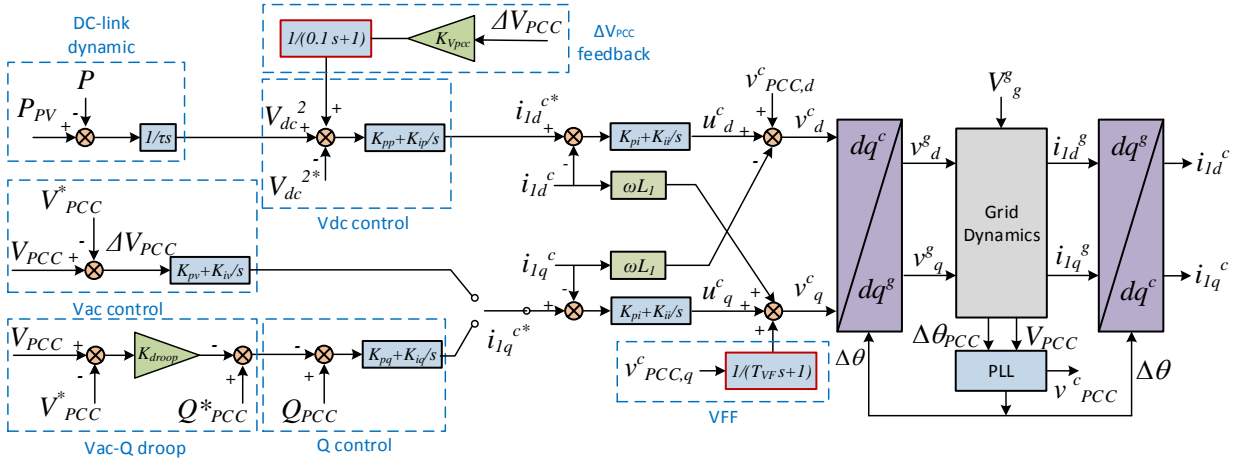 DC-link
dynamic
P
P_PV
+
-
1/τs
1/(0.1 s+1)
K_Vpcc
ΔV_PCC
ΔV_PCC
feedback
V_dc^2
+
+
-
V_dc^2*
K_pp+K_ip/s
Vdc control
i_1d^c*
+
-
i_1d^c
K_pi+K_ii/s
ωL_1
u^c_d
+
+
-
v^c_PCC,d
v^c_d
V*_PCC
-
V_PCC
+
ΔV_PCC
K_pv+K_iv/s
Vac control
i_1q^c
-
+
ωL_1
K_pi+K_ii/s
u^c_q
+
+
+
v^c_q
i_1q^c*
V_PCC
+
-
V*_PCC
K_droop
-
+
Q*_PCC
Vac-Q droop
-
+
Q_PCC
K_pq+K_iq/s
Q control
v^c_PCC,q
1/(T_VF s+1)
VFF
dq^c
dq^g
v^g_d
v^g_q
V^g_g
Grid
Dynamics
i_1d^g
i_1q^g
dq^g
dq^c
i_1d^c
i_1q^c
Δθ
Δθ_PCC
V_PCC
PLL
v^c_PCC
Δθ